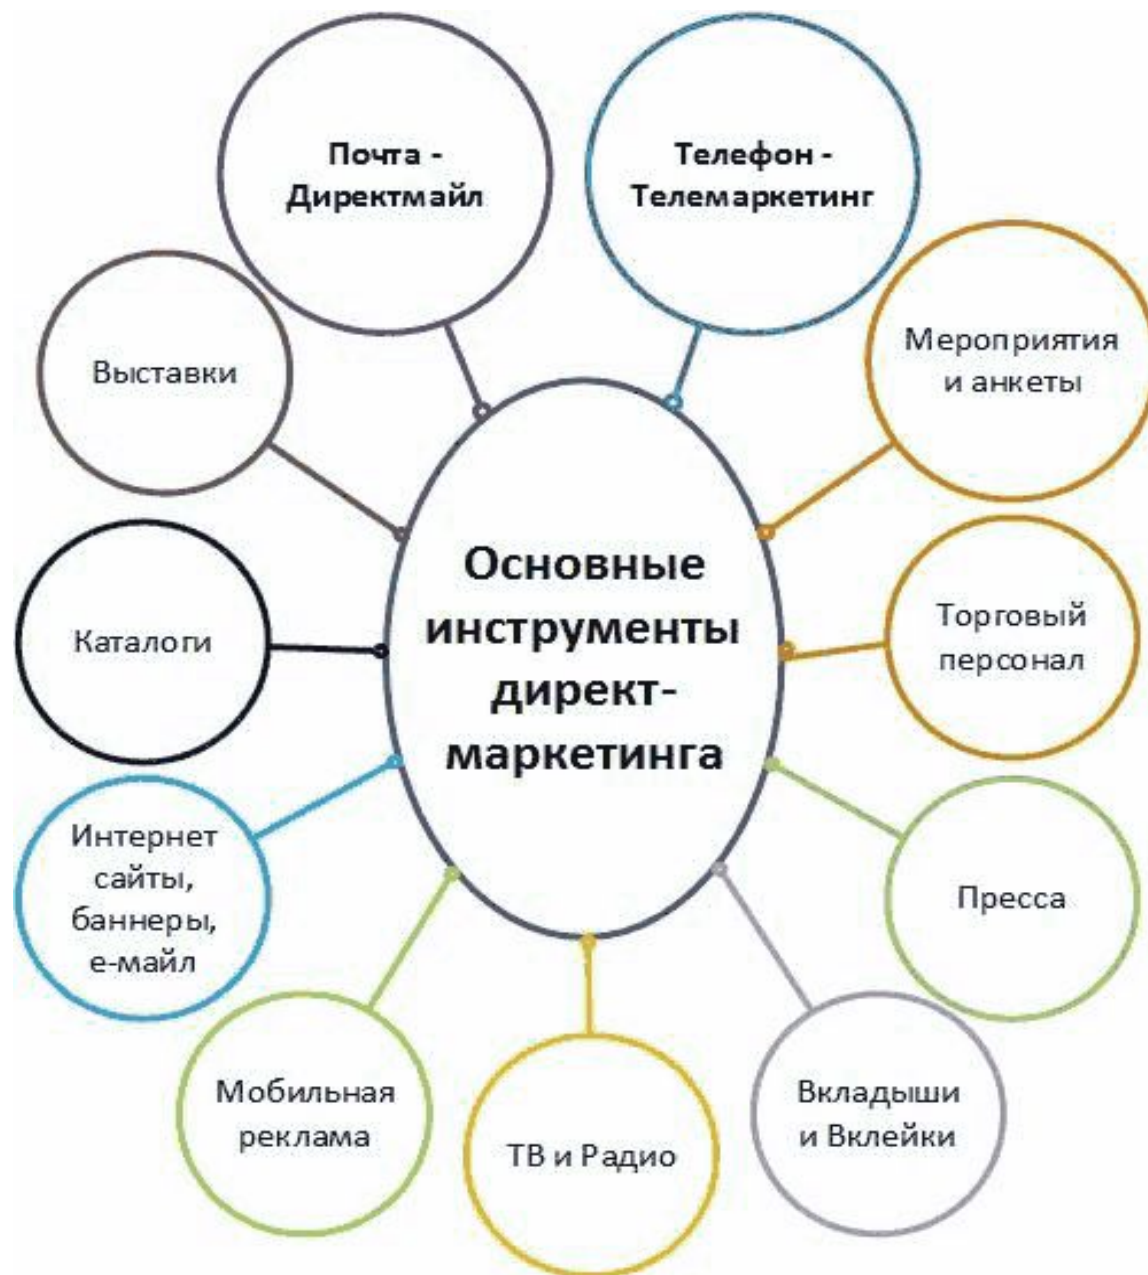 Почта -
Директмайл
Телефон -
Телемаркетинг
Мероприятия
и анкеты
Выставки
Основные
инструменты
директ-
маркетинга
Торговый
персонал
Каталоги
Интернет
сайты,
баннеры,
е-майл
Пресса
Мобильная
реклама
ТВ и Радио
Вкладыши
и Вклейки